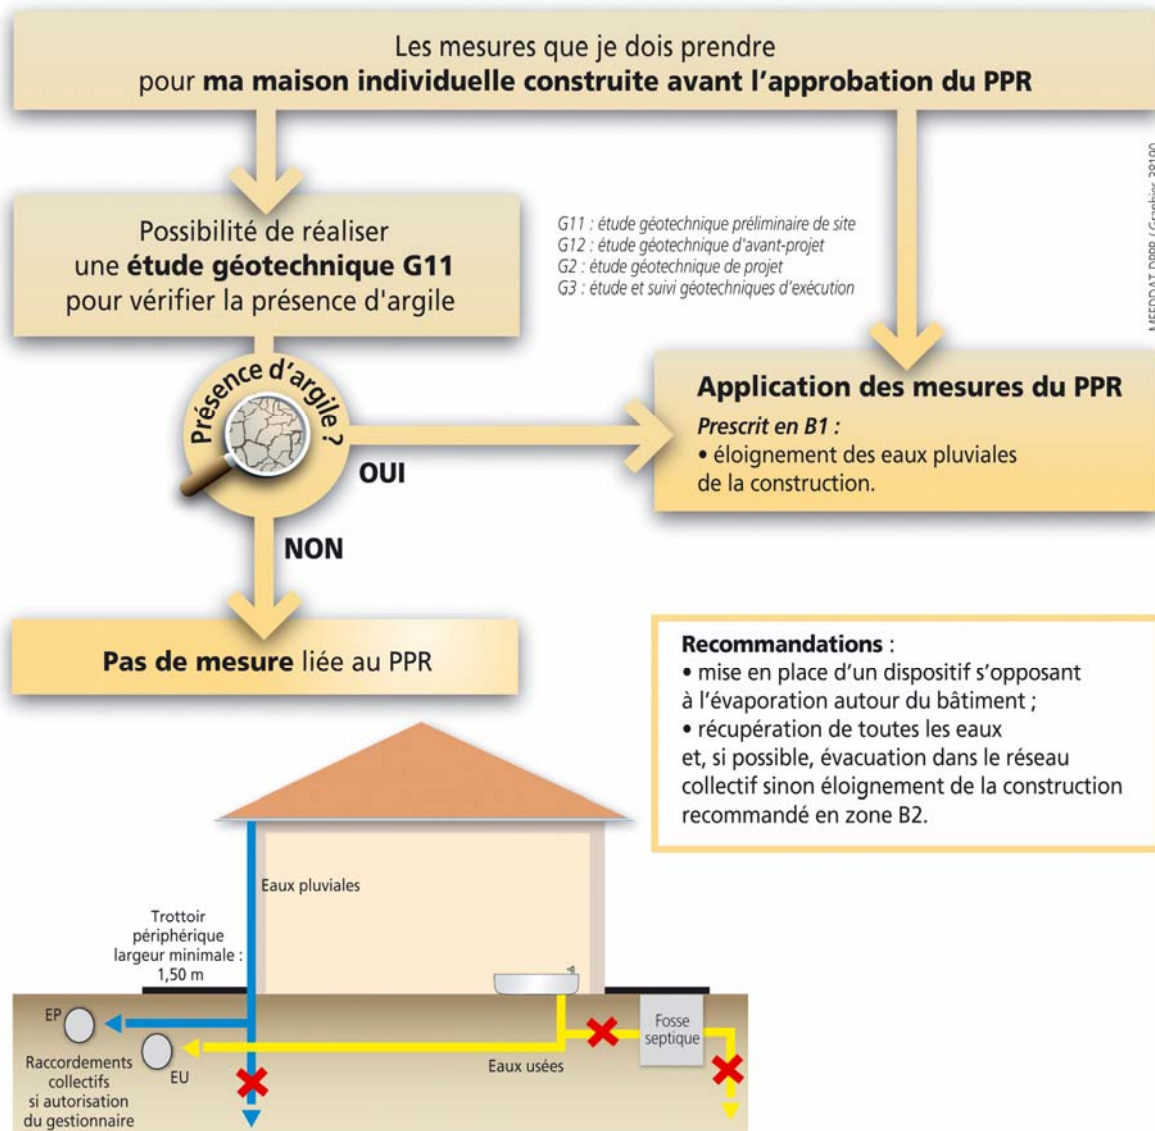 Les mesures que je dois prendre
pour ma maison individuelle construite avant l'approbation du PPR
Possibilité de réaliser
une étude géotechnique G11
pour vérifier la présence d'argile
G11 : étude géotechnique préliminaire de site
G12 : étude géotechnique d'avant-projet
G2 : étude géotechnique de projet
G3 : étude et suivi géotechniques d'exécution
MEEDDAT DPPR / Graphies 38190
Présence d'argile ?
OUI
NON
Application des mesures du PPR
Prescrit en B1 :
• éloignement des eaux pluviales
de la construction.
Pas de mesure liée au PPR
Recommandations :
• mise en place d'un dispositif s'opposant
à l'évaporation autour du bâtiment ;
• récupération de toutes les eaux
et, si possible, évacuation dans le réseau
collectif sinon éloignement de la construction
recommandé en zone B2.
Eaux pluviales
Trottoir
périphérique
largeur minimale :
1,50 m
EP
EU
Raccordements
collectifs
si autorisation
du gestionnaire
Eaux usées
Fosse
septique